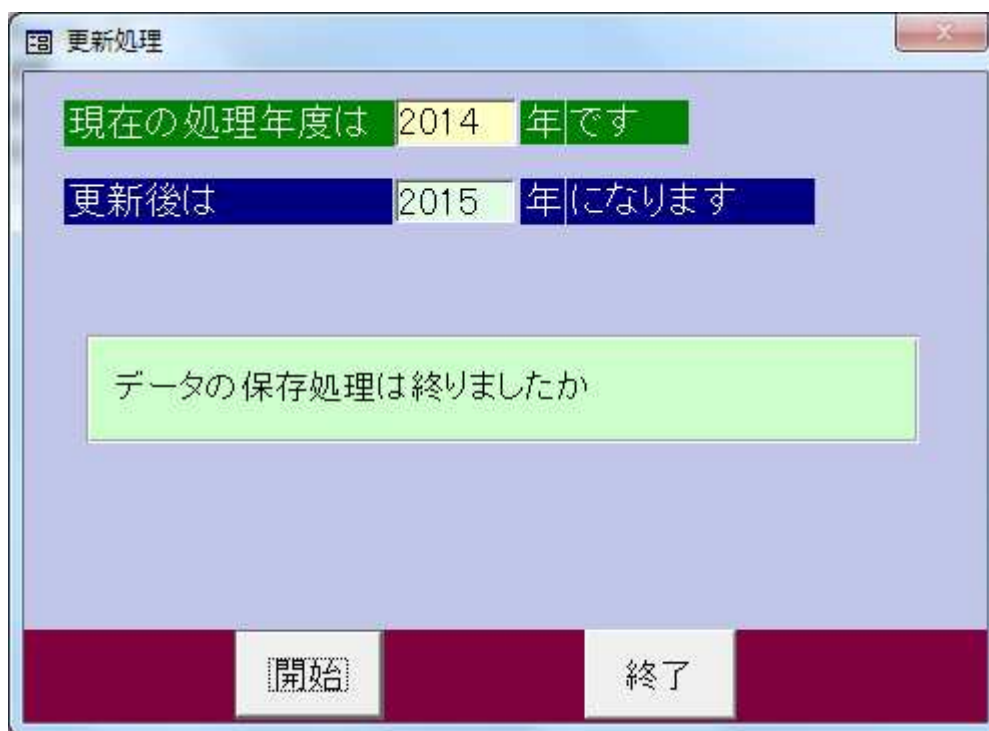 更新処理
現在の処理年度は 2014 年です
更新後は 2015 年になります
データの保存処理は終りましたか
開始 終了